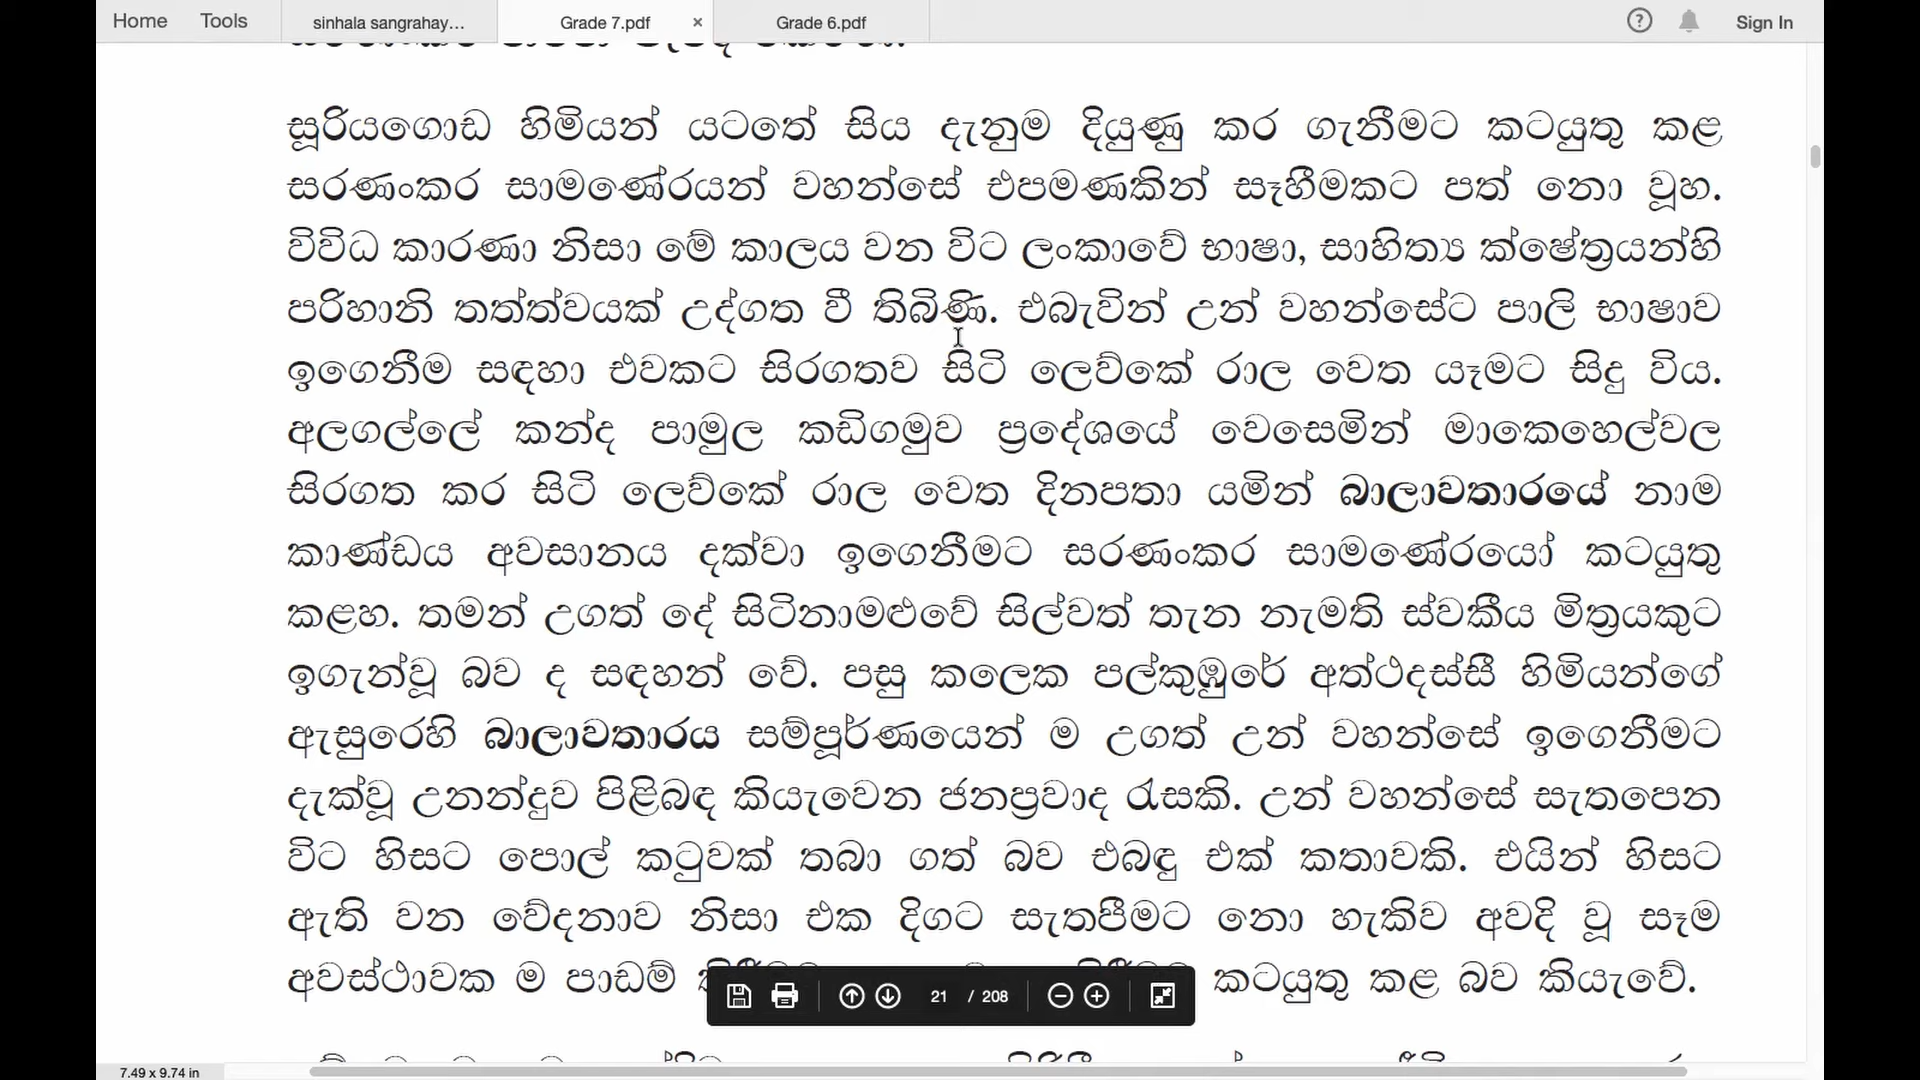 Home Tools sinhala sangrahay... Grade 7.pdf × Grade 6.pdf Sign In
සූරියගොඩ හිමියන් යටතේ සිය දැනුම දියුණු කර ගැනීමට කටයුතු කළ
සරණංකර සාමණේරයන් වහන්සේ එපමණකින් සෑහීමකට පත් නො වූහ.
විවිධ කාරණා නිසා මේ කාලය වන විට ලංකාවේ භාෂා, සාහිත්‍ය ක්ෂේත්‍රයන්හි
පරිහානි තත්ත්වයක් උද්ගත වී තිබිණි. එබැවින් උන් වහන්සේට පාලි භාෂාව
ඉගෙනීම සඳහා එවකට සිරගතව සිටි ලෙව්කේ රාල වෙත යෑමට සිදු විය.
අලගල්ලේ කන්ද පාමුල කඩිගමුව ප්‍රදේශයේ වෙසෙමින් මාකෙහෙල්වල
සිරගත කර සිටි ලෙව්කේ රාල වෙත දිනපතා යමින් බාලාවතාරයේ නාම
කාණ්ඩය අවසානය දක්වා ඉගෙනීමට සරණංකර සාමණේරයෝ කටයුතු
කළහ. තමන් උගත් දේ සිටිනාමළුවේ සිල්වත් තැන නැමති ස්වකීය මිත්‍රයකුට
ඉගැන්වූ බව ද සඳහන් වේ. පසු කලෙක පල්කුඹුරේ අත්ථදස්සී හිමියන්ගේ
ඇසුරෙහි බාලාවතාරය සම්පූර්ණයෙන් ම උගත් උන් වහන්සේ ඉගෙනීමට
දැක්වූ උනන්දුව පිළිබඳ කියැවෙන ජනප්‍රවාද රැසකි. උන් වහන්සේ සැතපෙන
විට හිසට පොල් කටුවක් තබා ගත් බව එබඳු එක් කතාවකි. එයින් හිසට
ඇති වන වේදනාව නිසා එක දිගට සැතපීමට නො හැකිව අවදි වූ සෑම
අවස්ථාවක ම පාඩම් කටයුතු කළ බව කියැවේ.
21 / 208
7.49 x 9.74 in